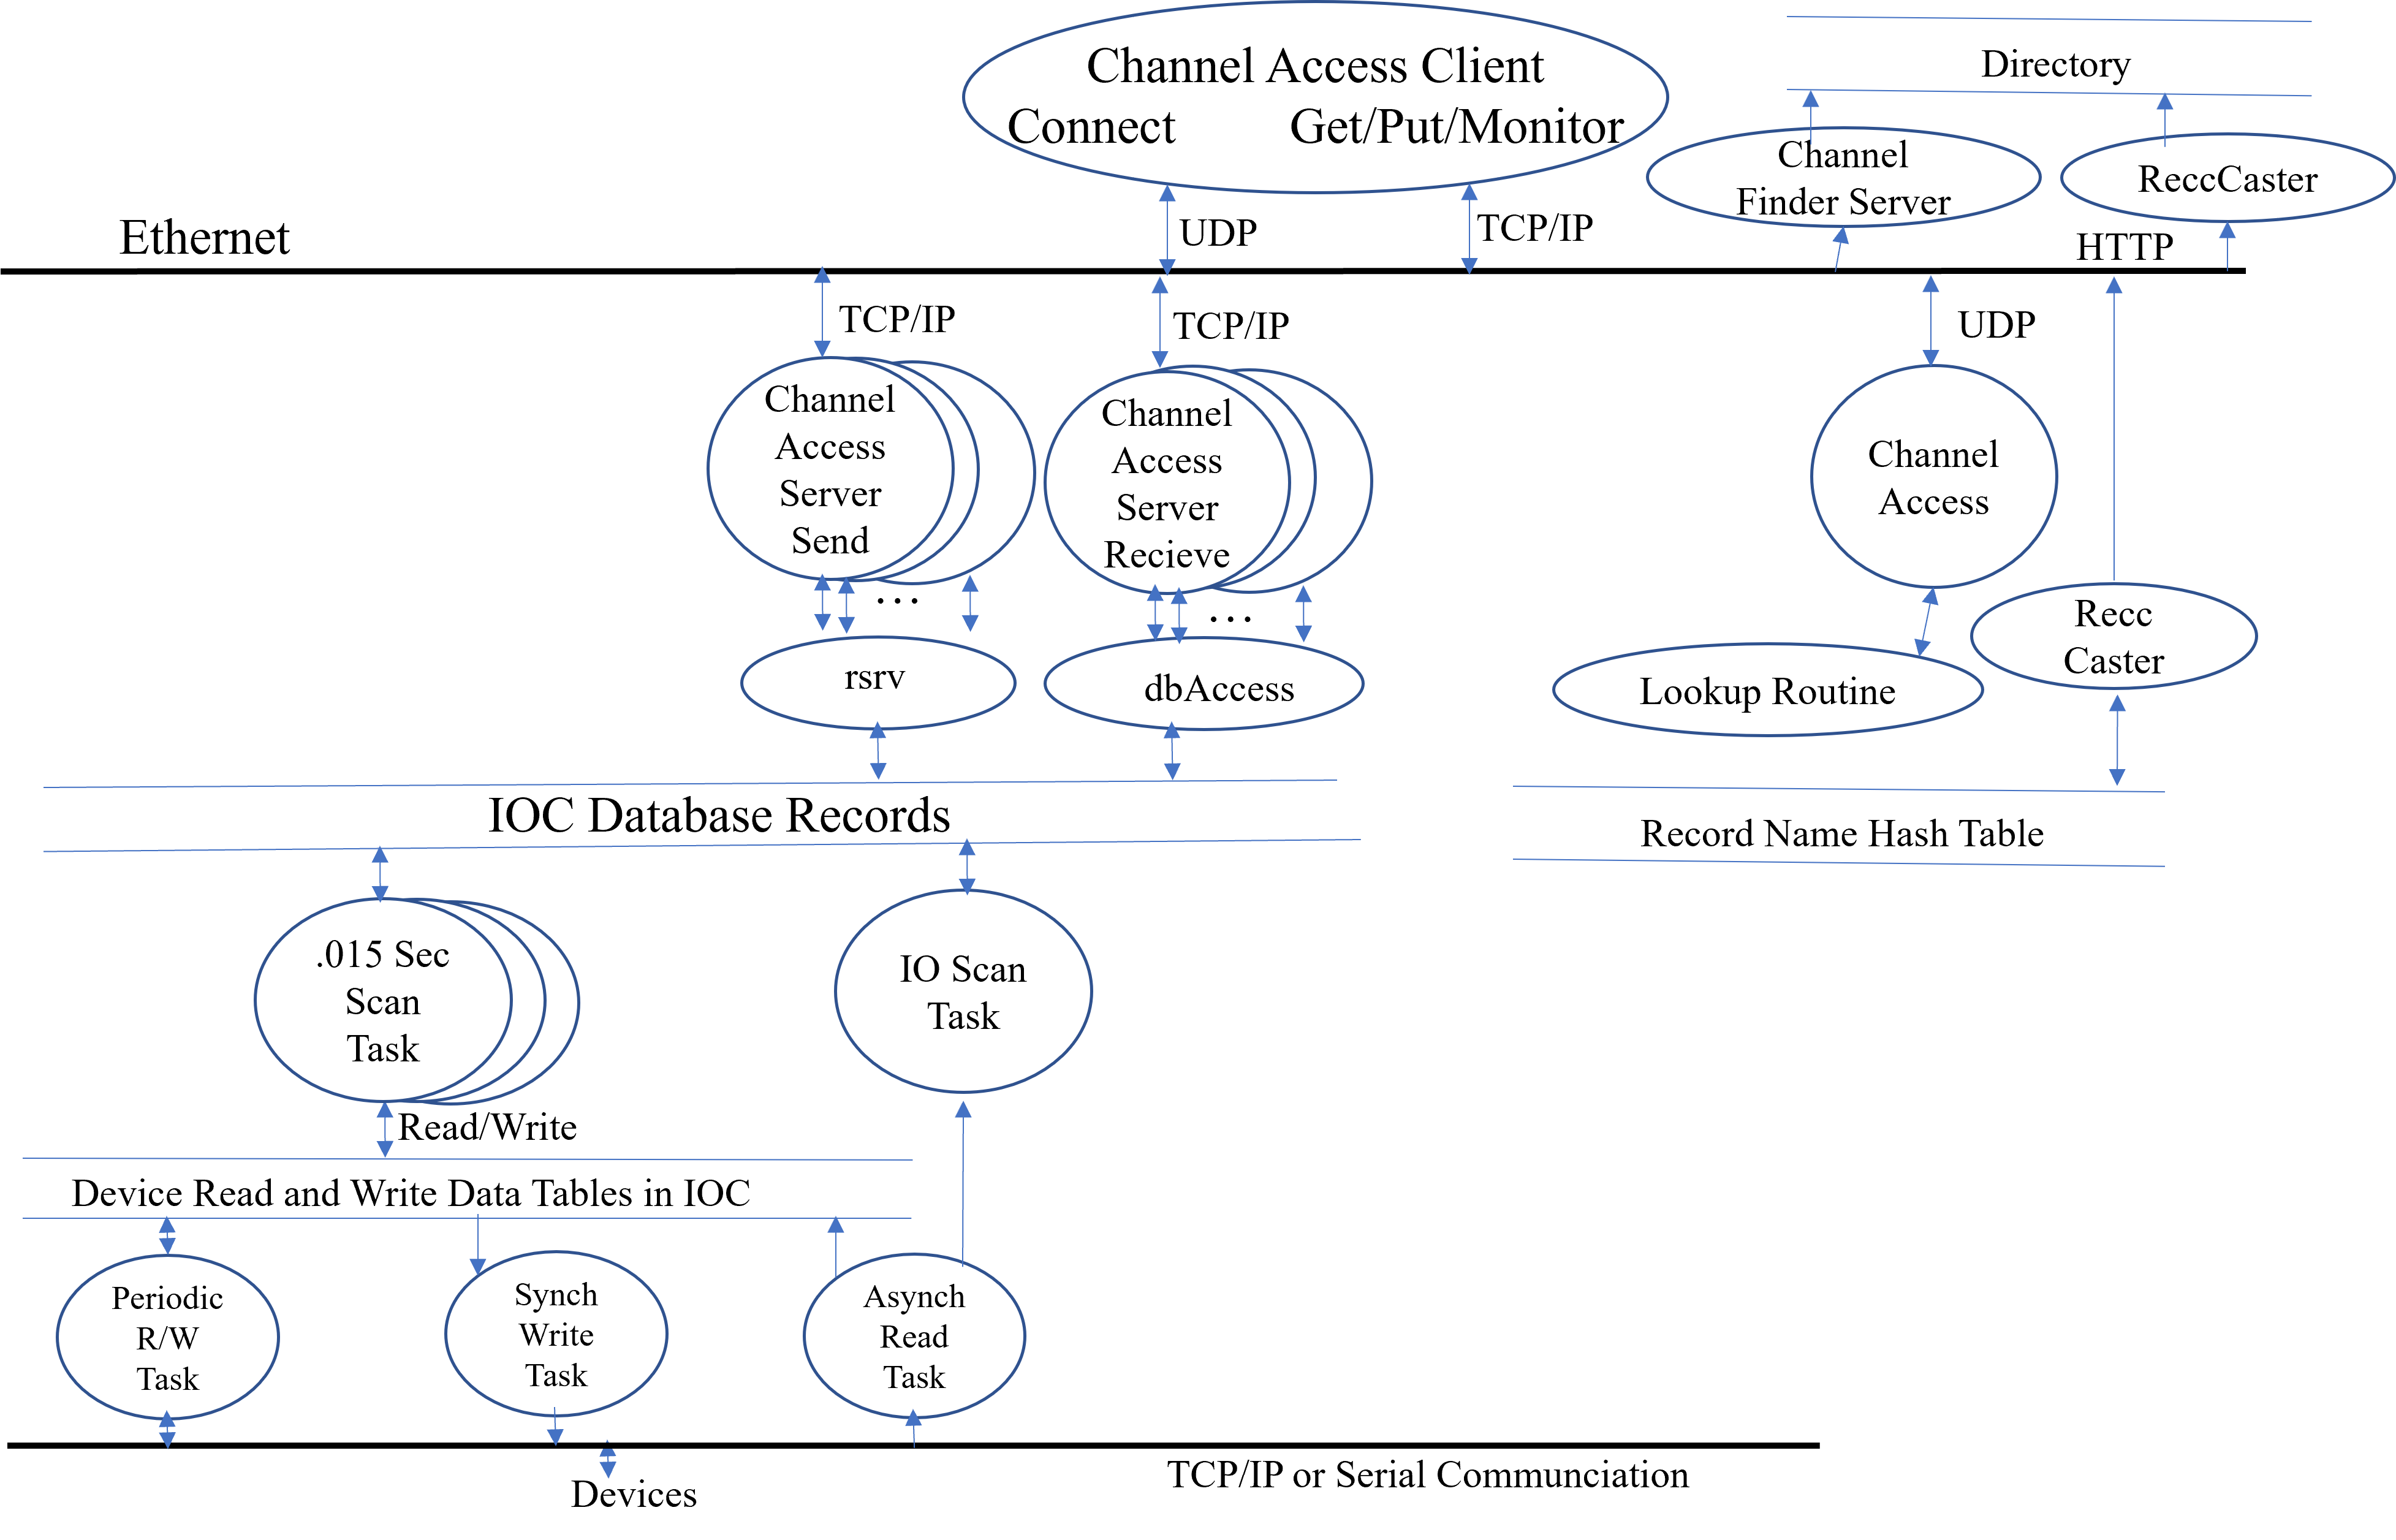 Channel Access Client
Connect Get/Put/Monitor
Directory
Channel
Finder Server
ReccCaster
Ethernet
UDP
TCP/IP
HTTP
TCP/IP
TCP/IP
UDP
Channel
Access
Server
Send
Channel
Access
Server
Recieve
Channel
Access
...
...
rsrv
dbAccess
Lookup Routine
Recc
Caster
IOC Database Records
Record Name Hash Table
.015 Sec
Scan
Task
IO Scan
Task
Read/Write
Device Read and Write Data Tables in IOC
Periodic
R/W
Task
Synch
Write
Task
Asynch
Read
Task
TCP/IP or Serial Communciation
Devices